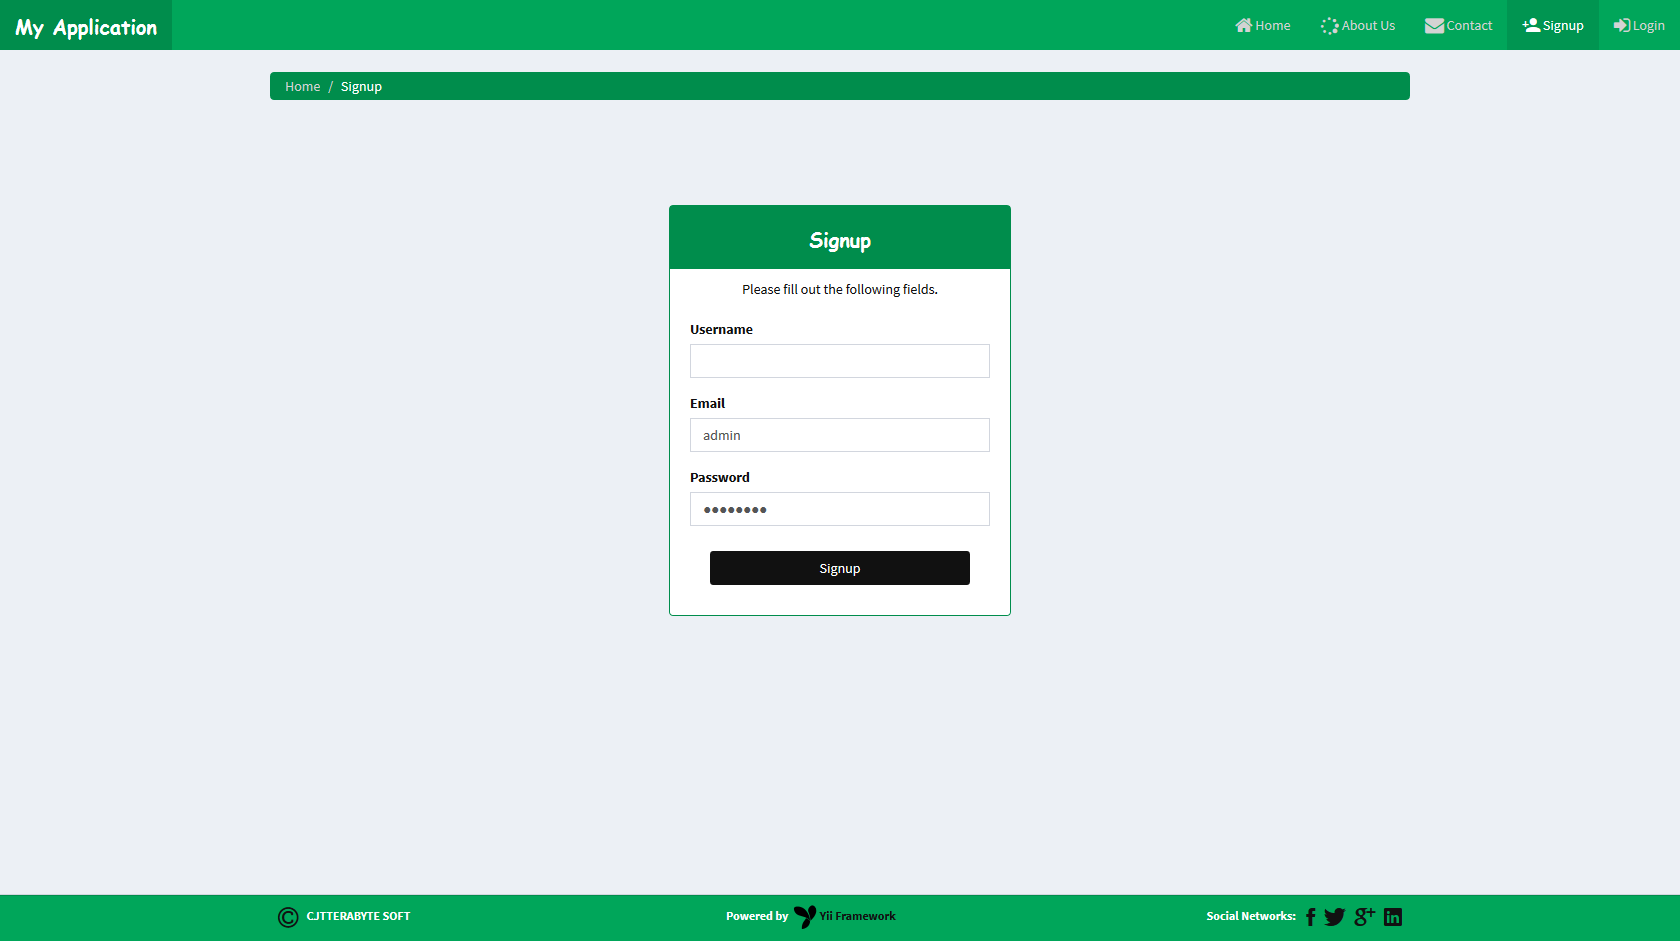 My Application
Home
About Us
Contact
Signup
Login
Home / Signup
Signup
Please fill out the following fields.
Username
Email
admin
Password
••••••••
Signup
© CJTTERABYTE SOFT
Powered by Yii Framework
Social Networks: